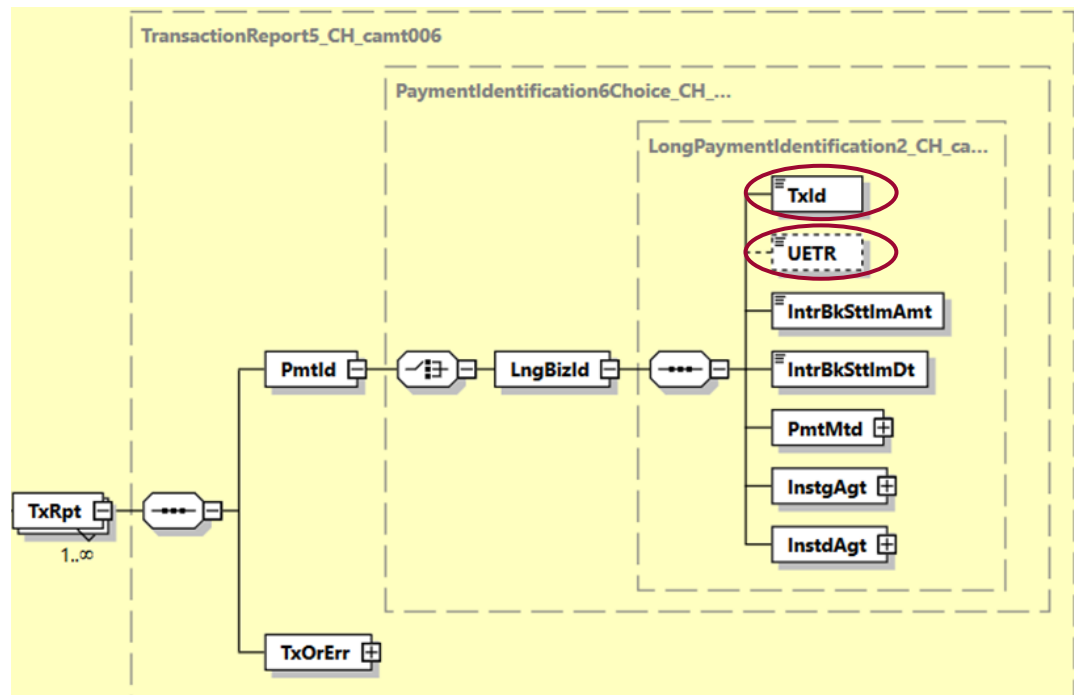 TransactionReport5_CH_camt006
PaymentIdentification6Choice_CH_...
LongPaymentIdentification2_CH_ca...
TxId
UETR
IntrBkSttlmAmt
PmtId
LngBizId
IntrBkSttlmDt
PmtMtd
InstgAgt
TxRpt
InstdAgt
1..∞
TxOrErr